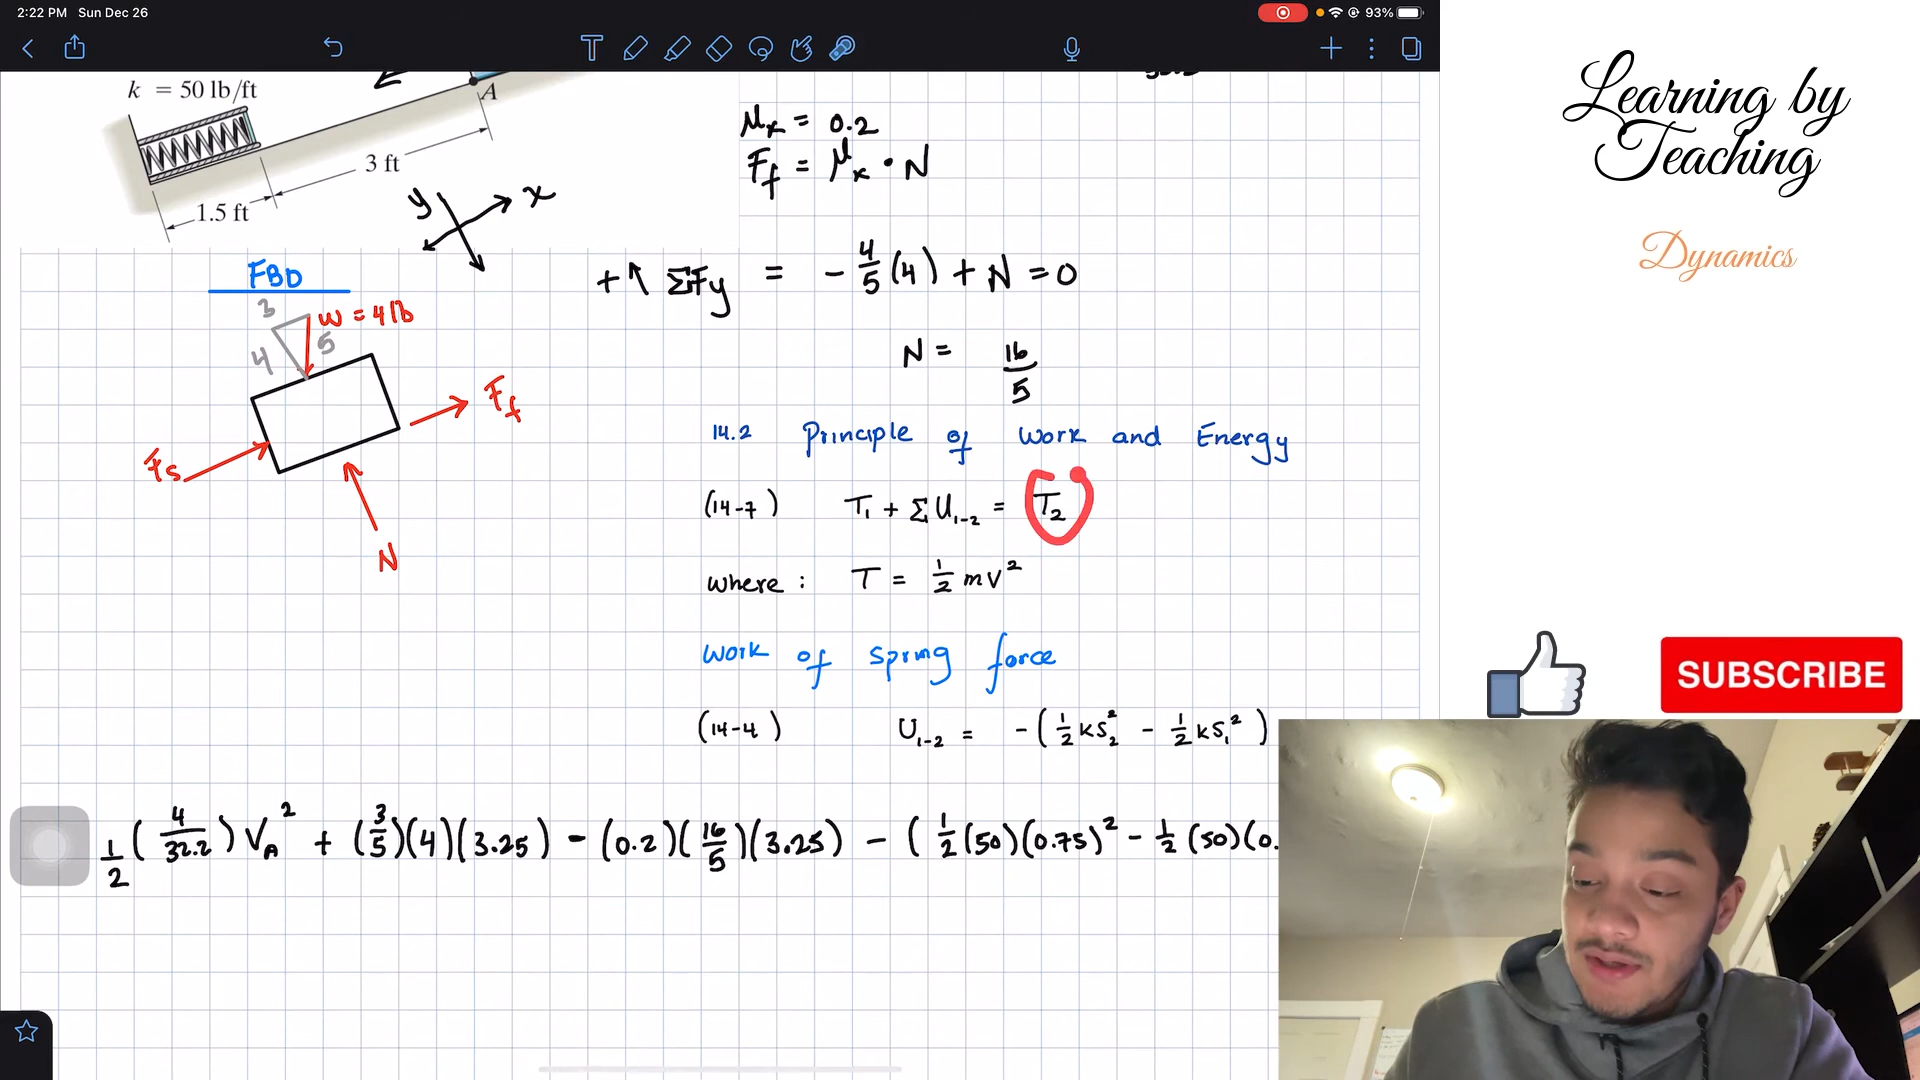 2:22 PM Sun Dec 26
93%
Learning by
Teaching
Dynamics
k = 50 lb/ft
A
3 ft
1.5 ft
y
x
μk = 0.2
Ff = μk • N
FBD
3
4
5
W = 4 lb
Ff
Fs
N
+↑ ΣFy = - 4/5 (4) + N = 0
N = 16/5
14.2 Principle of Work and Energy
(14-7) T₁ + ΣU₁₋₂ = T₂
where : T = 1/2 mv²
Work of spring force
(14-4) U₁₋₂ = -(1/2 ks₂² - 1/2 ks₁²)
1/2 (4/32.2) VA² + (3/5)(4)(3.25) - (0.2)(16/5)(3.25) - (1/2 (50)(0.75)² - 1/2 (50)(0.
SUBSCRIBE